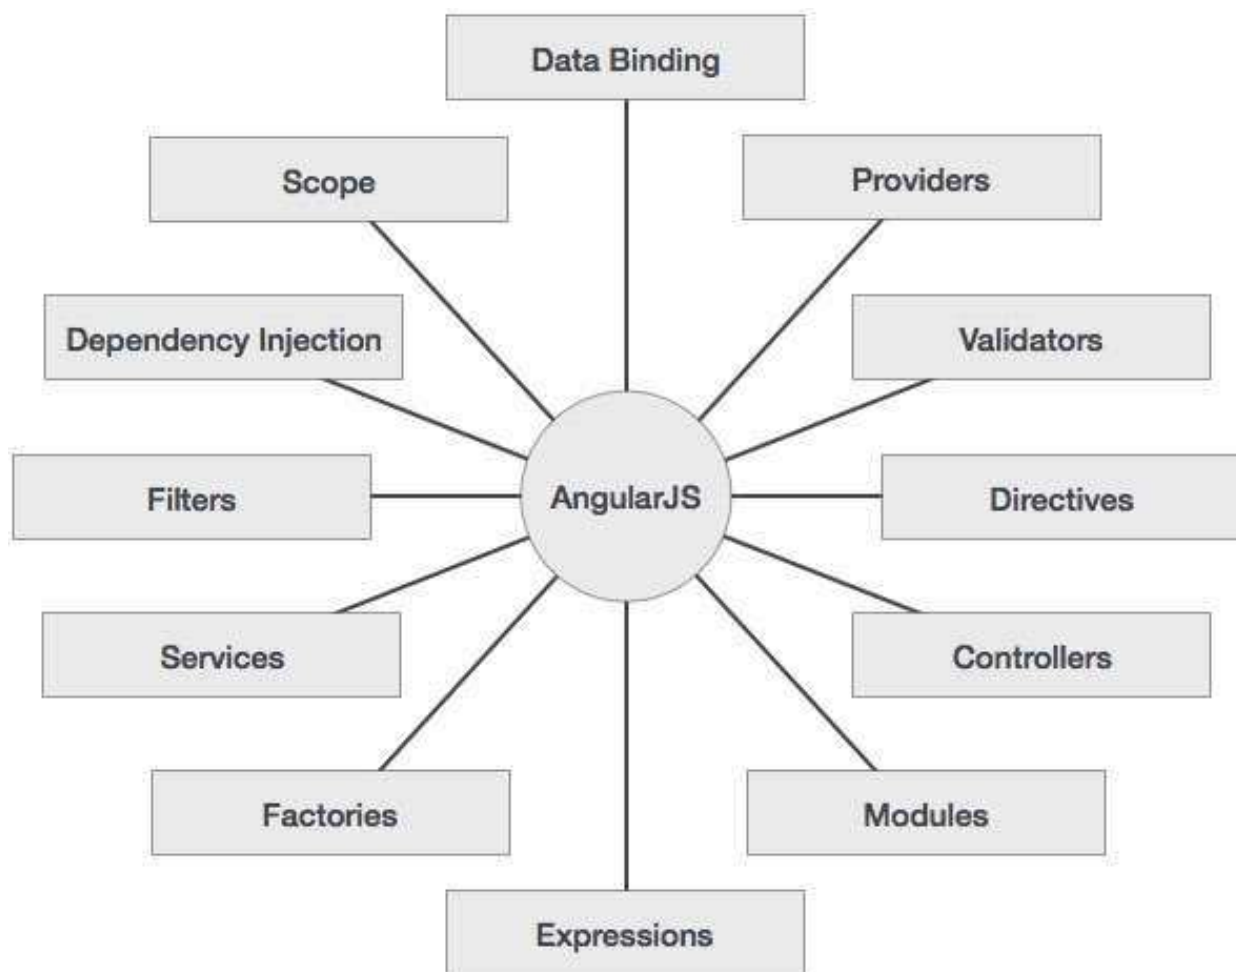 Data Binding
Scope
Providers
Dependency Injection
Validators
Filters
AngularJS
Directives
Services
Controllers
Factories
Modules
Expressions